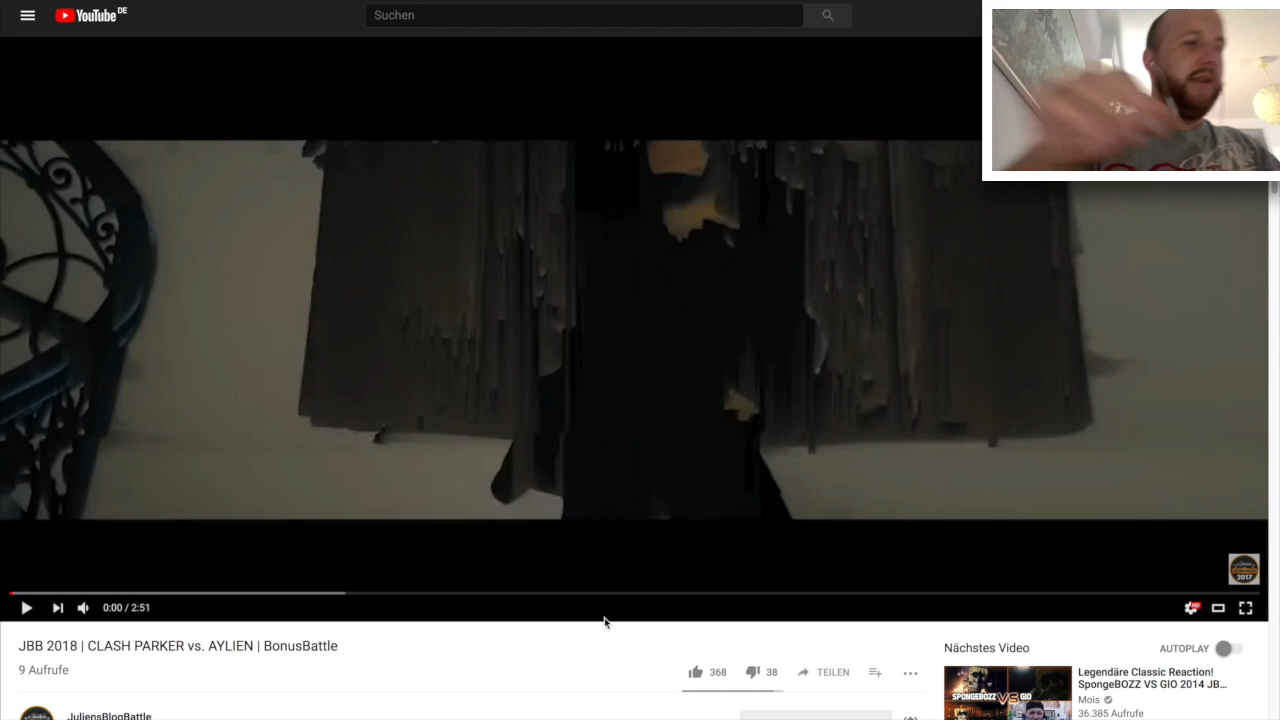 YouTube DE
Suchen
2017
0:00 / 2:51
HD
JBB 2018 | CLASH PARKER vs. AYLIEN | BonusBattle
9 Aufrufe
368
38
TEILEN
JuliensBlogBattle
Nächstes Video
AUTOPLAY
SPONGEBOZZ VS GIO
Legendäre Classic Reaction!
SpongeBOZZ VS GIO 2014 JB...
Mois
36.385 Aufrufe